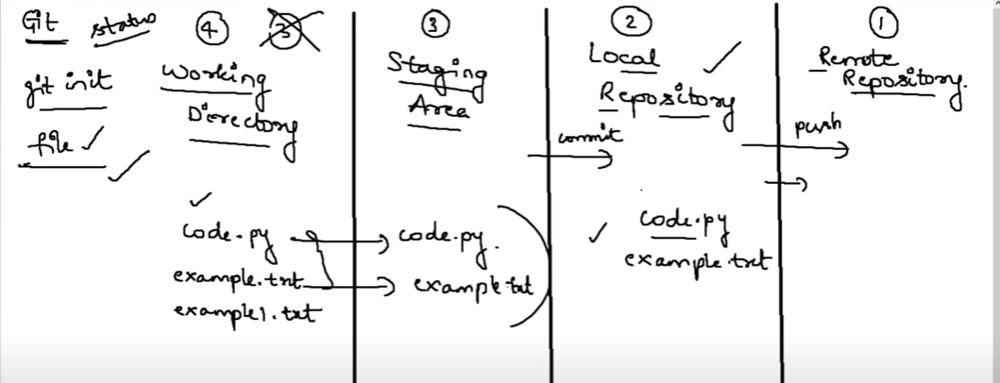 Git status
git init
file
4
3
Working
Directory
code.py
example.txt
example1.txt
3
Staging
Area
code.py.
example.txt
commit
2
Local
Repository
code.py
example.txt
push
1
Remote
Repository.